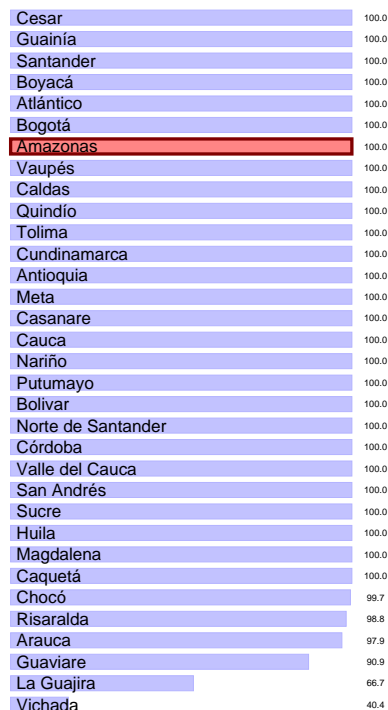 Cesar 100.0
Guainía 100.0
Santander 100.0
Boyacá 100.0
Atlántico 100.0
Bogotá 100.0
Amazonas 100.0
Vaupés 100.0
Caldas 100.0
Quindío 100.0
Tolima 100.0
Cundinamarca 100.0
Antioquia 100.0
Meta 100.0
Casanare 100.0
Cauca 100.0
Nariño 100.0
Putumayo 100.0
Bolivar 100.0
Norte de Santander 100.0
Córdoba 100.0
Valle del Cauca 100.0
San Andrés 100.0
Sucre 100.0
Huila 100.0
Magdalena 100.0
Caquetá 100.0
Chocó 99.7
Risaralda 98.8
Arauca 97.9
Guaviare 90.9
La Guajira 66.7
Vichada 40.4